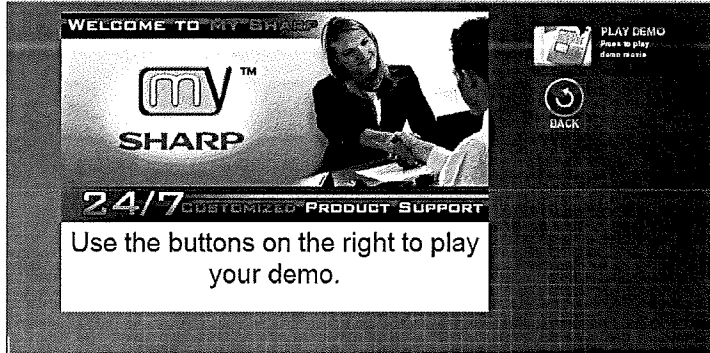 WELCOME TO MY SHARP
my™
SHARP
24/7 CUSTOMIZED PRODUCT SUPPORT
Use the buttons on the right to play
your demo.
PLAY DEMO
Press to play
demo movie
BACK